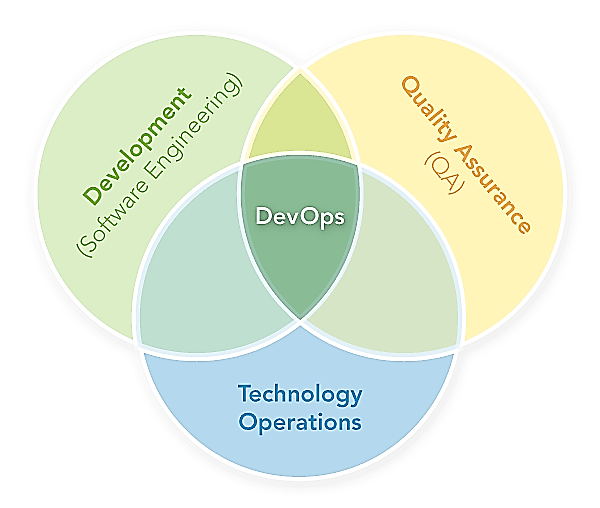 Development
(Software Engineering)
Quality Assurance
(QA)
DevOps
Technology
Operations